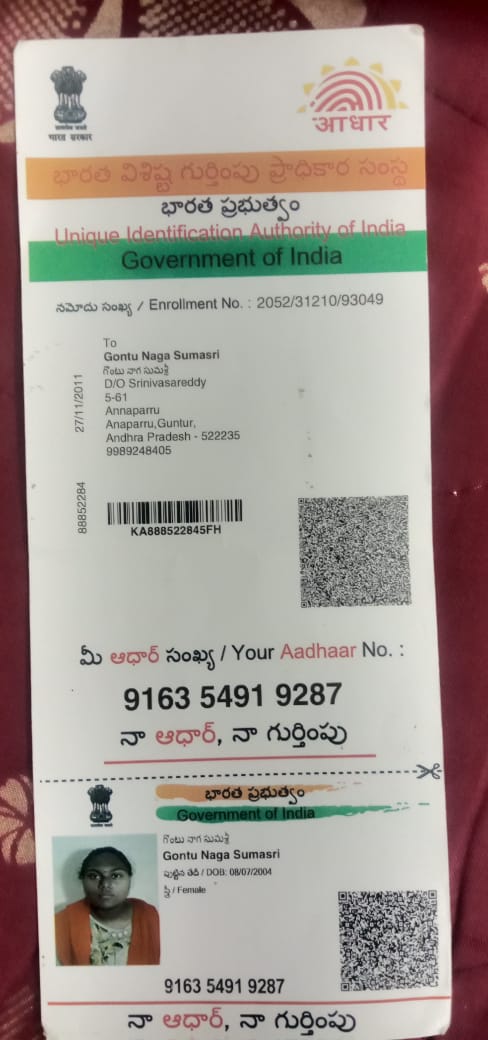 भारत सरकार
आधार
భారత విశిష్ట గుర్తింపు ప్రాధికార సంస్థ
భారత ప్రభుత్వం
Unique Identification Authority of India
Government of India
నమోదు సంఖ్య / Enrollment No. : 2052/31210/93049
To
Gontu Naga Sumasri
గొంటు నాగ సుమశ్రీ
D/O Srinivasareddy
5-61
Annaparru
Anaparru,Guntur,
Andhra Pradesh - 522235
9989248405
27/11/2011
88852284
KA888522845FH
మీ ఆధార్ సంఖ్య / Your Aadhaar No. :
9163 5491 9287
నా ఆధార్, నా గుర్తింపు
భారత ప్రభుత్వం
Government of India
గొంటు నాగ సుమశ్రీ
Gontu Naga Sumasri
పుట్టిన తేదీ / DOB: 08/07/2004
స్త్రీ / Female
9163 5491 9287
నా ఆధార్, నా గుర్తింపు